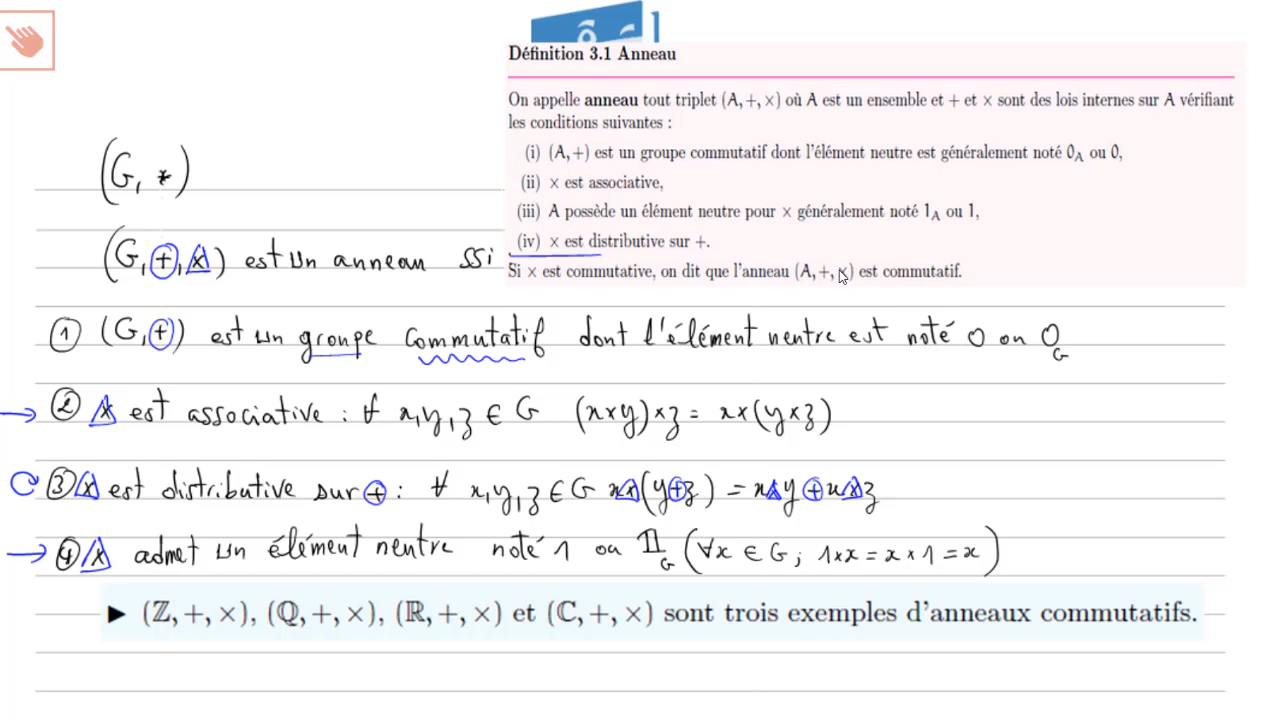 Définition 3.1 Anneau
On appelle anneau tout triplet (A, +, ×) où A est un ensemble et + et × sont des lois internes sur A vérifiant
les conditions suivantes :
(i) (A, +) est un groupe commutatif dont l'élément neutre est généralement noté 0_A ou 0,
(ii) × est associative,
(iii) A possède un élément neutre pour × généralement noté 1_A ou 1,
(iv) × est distributive sur +.
Si × est commutative, on dit que l'anneau (A, +, ×) est commutatif.
(G, *)
(G, +, ×) est un anneau ssi
① (G, +) est un groupe commutatif dont l'élément neutre est noté 0 ou 0_G
② × est associative : ∀ x, y, z ∈ G (x×y)×z = x×(y×z)
③ × est distributive sur + : ∀ x, y, z ∈ G x×(y+z) = x×y + x×z
④ × admet un élément neutre noté 1 ou 1_G (∀x ∈ G; 1×x = x×1 = x)
► (ℤ, +, ×), (ℚ, +, ×), (ℝ, +, ×) et (ℂ, +, ×) sont trois exemples d'anneaux commutatifs.